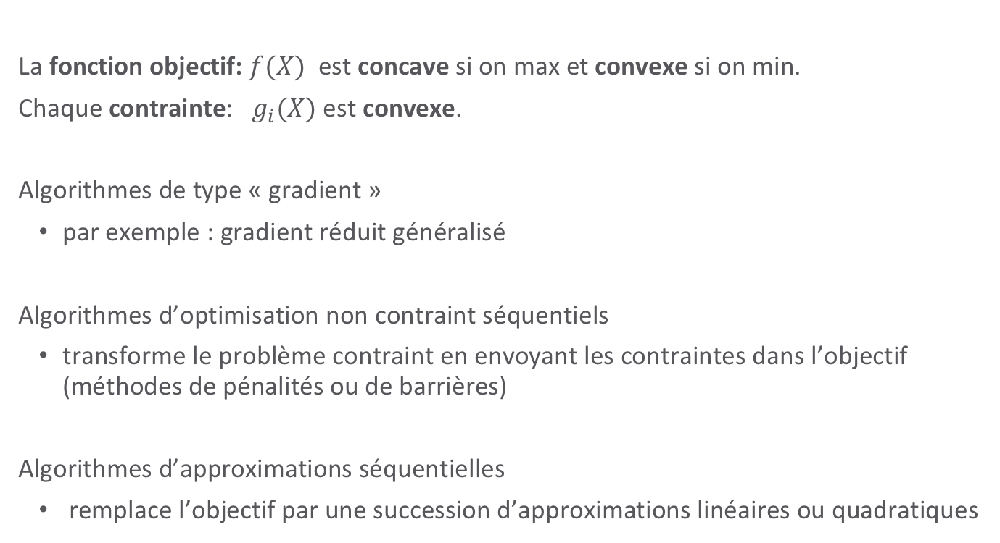 La fonction objectif: f(X) est concave si on max et convexe si on min.
Chaque contrainte: gᵢ(X) est convexe.
Algorithmes de type « gradient »
• par exemple : gradient réduit généralisé
Algorithmes d’optimisation non contraint séquentiels
• transforme le problème contraint en envoyant les contraintes dans l’objectif
(méthodes de pénalités ou de barrières)
Algorithmes d’approximations séquentielles
• remplace l’objectif par une succession d’approximations linéaires ou quadratiques